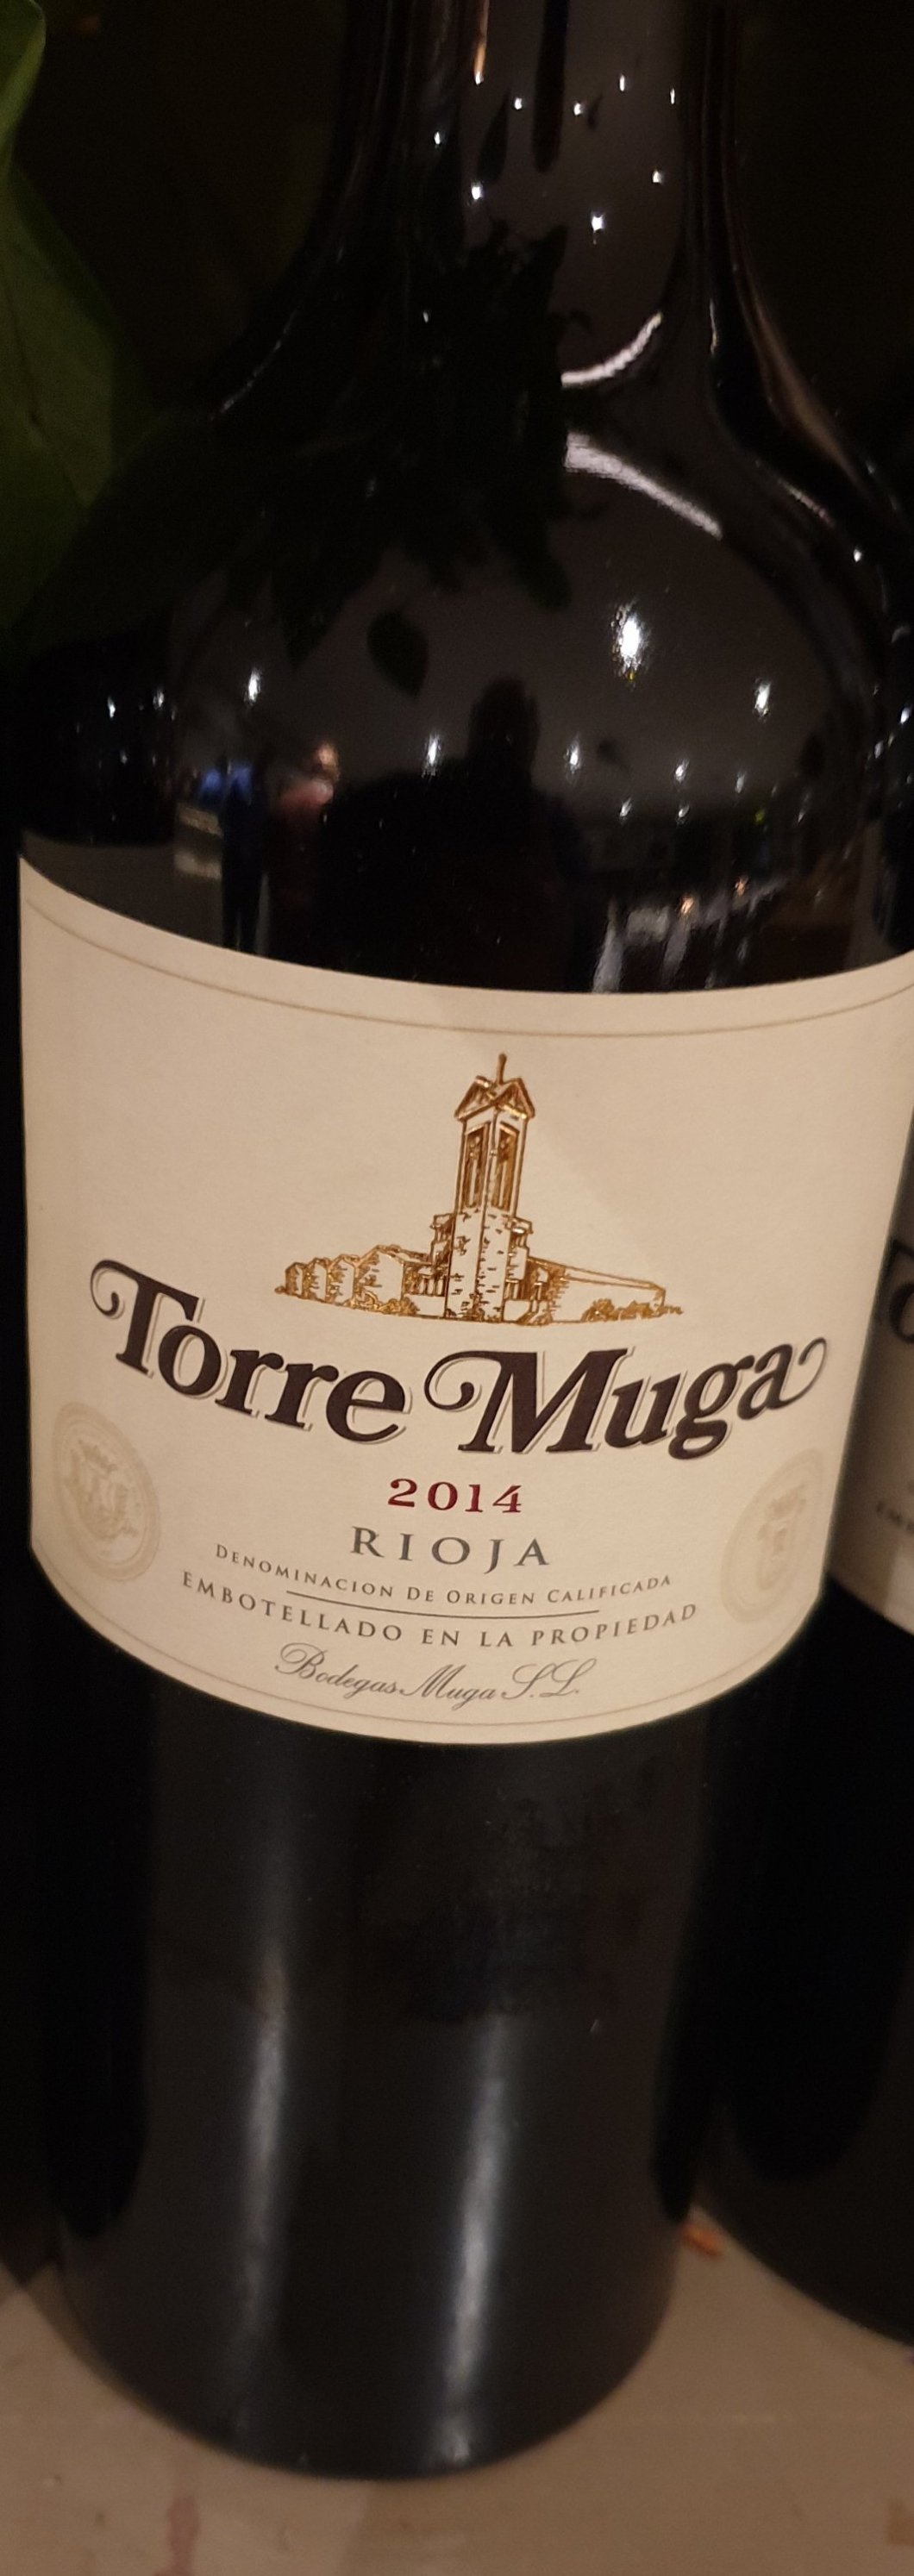 Torre Muga
2014
RIOJA
DENOMINACION DE ORIGEN CALIFICADA
EMBOTELLADO EN LA PROPIEDAD
Bodegas Muga S.L.